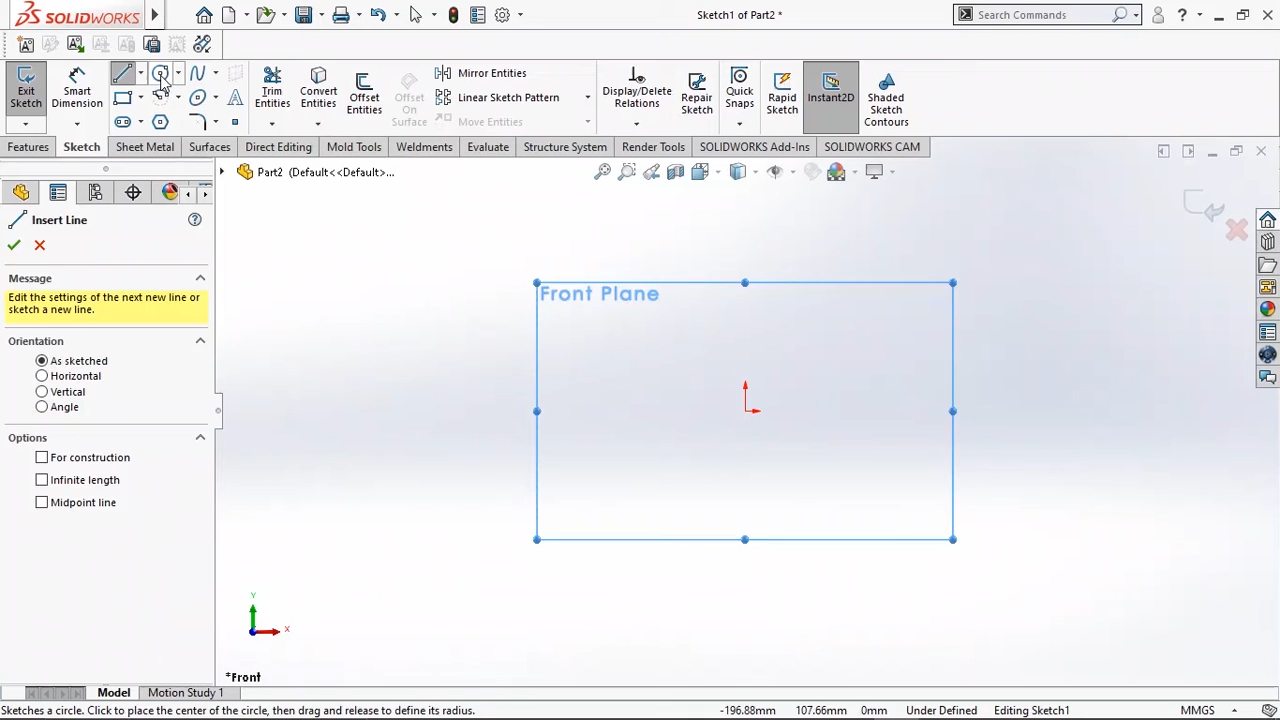 SOLIDWORKS
Sketch1 of Part2 *
Search Commands
?
Exit Sketch
Smart Dimension
Trim Entities
Convert Entities
Offset Entities
Offset On Surface
Mirror Entities
Linear Sketch Pattern
Move Entities
Display/Delete Relations
Repair Sketch
Quick Snaps
Rapid Sketch
Instant2D
Shaded Sketch Contours
Features
Sketch
Sheet Metal
Surfaces
Direct Editing
Mold Tools
Weldments
Evaluate
Structure System
Render Tools
SOLIDWORKS Add-Ins
SOLIDWORKS CAM
Part2 (Default<<Default>...
Insert Line
?
Message
Edit the settings of the next new line or
sketch a new line.
Orientation
As sketched
Horizontal
Vertical
Angle
Options
For construction
Infinite length
Midpoint line
Front Plane
Y
X
*Front
Model
Motion Study 1
Sketches a circle. Click to place the center of the circle, then drag and release to define its radius.
-196.88mm
107.66mm
0mm
Under Defined
Editing Sketch1
MMGS